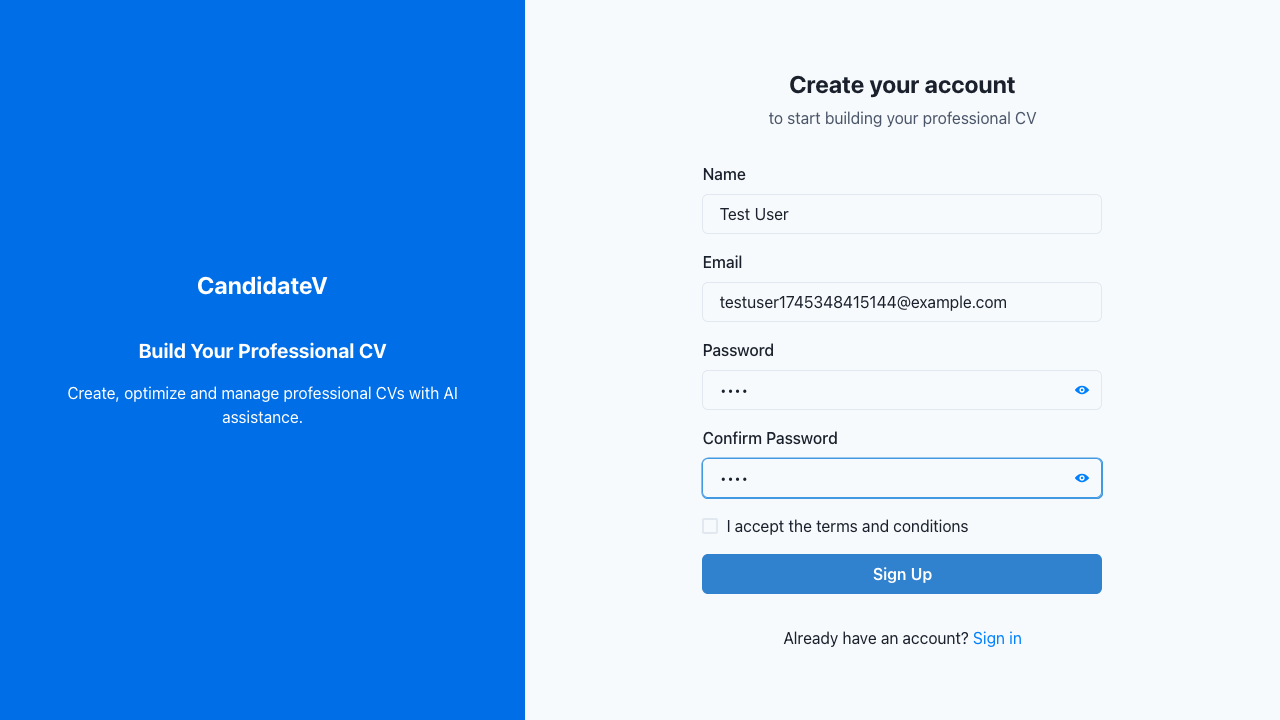 CandidateV
Build Your Professional CV
Create, optimize and manage professional CVs with AI
assistance.
Create your account
to start building your professional CV
Name
Test User
Email
testuser1745348415144@example.com
Password
••••
Confirm Password
••••
I accept the terms and conditions
Sign Up
Already have an account? Sign in